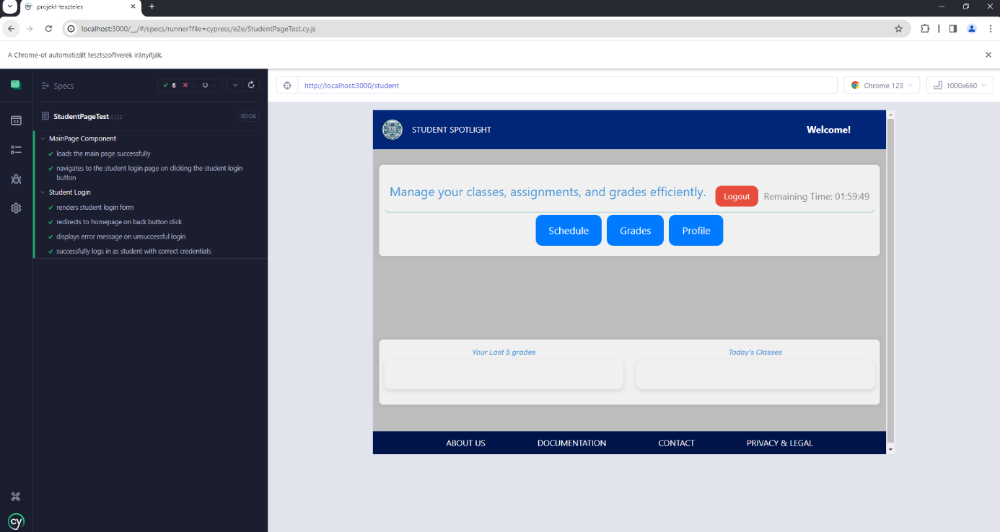 projekt-teszteles
localhost:3000/__/#/specs/runner?file=cypress/e2e/StudentPageTest.cy.js
A Chrome-ot automatizált tesztszoftverek irányítják.
Specs
6
--
--
StudentPageTest.cy.js
00:04
MainPage Component
loads the main page successfully
navigates to the student login page on clicking the student login
button
Student Login
renders student login form
redirects to homepage on back button click
displays error message on unsuccessful login
successfully logs in as student with correct credentials
cy
http://localhost:3000/student
Chrome 123
1000x660
STUDENT SPOTLIGHT
Welcome!
Manage your classes, assignments, and grades efficiently.
Logout
Remaining Time: 01:59:49
Schedule
Grades
Profile
Your Last 5 grades
Today's Classes
ABOUT US
DOCUMENTATION
CONTACT
PRIVACY & LEGAL